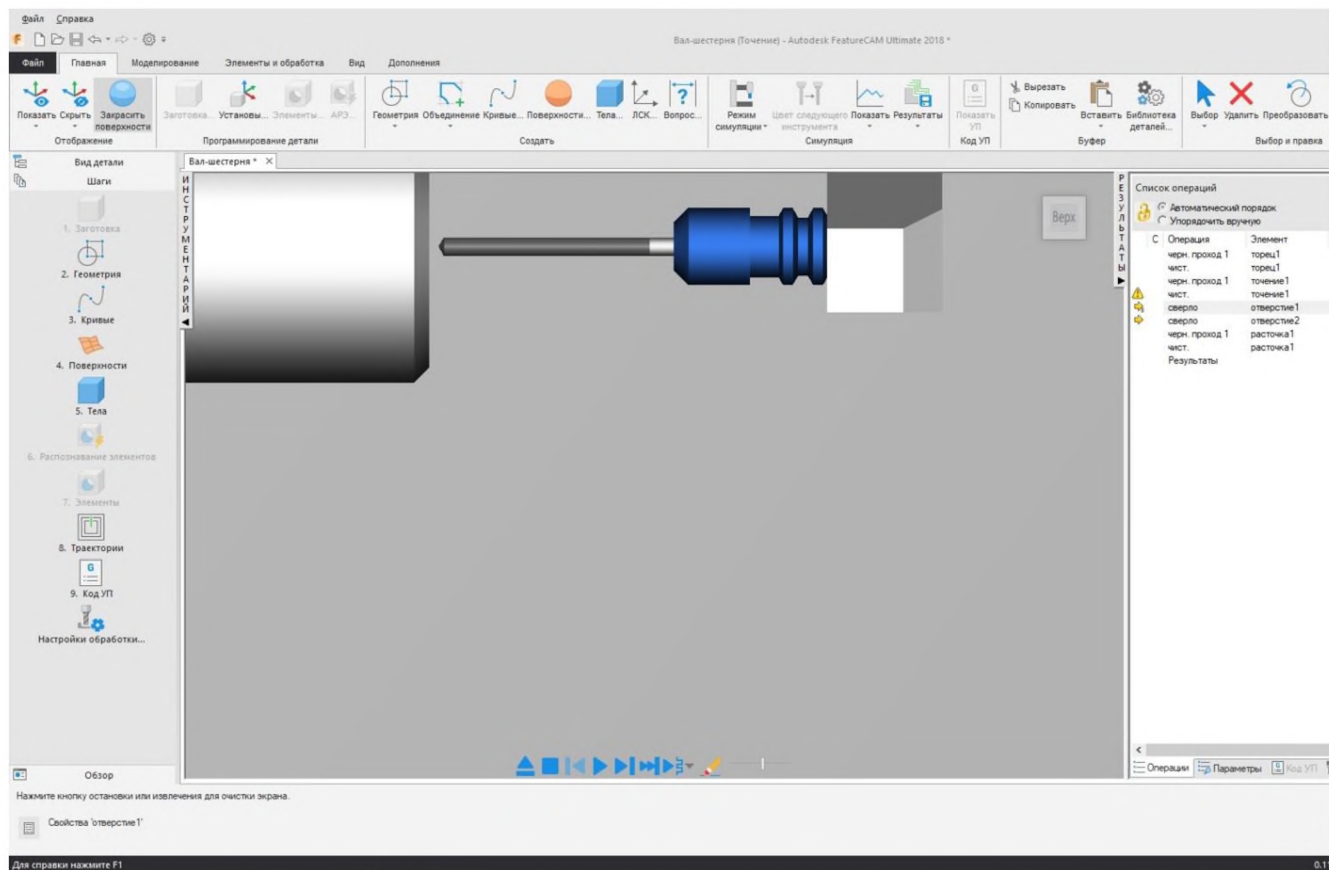 Файл Справка
Вал-шестерня (Точение) - Autodesk FeatureCAM Ultimate 2018 *
Файл Главная Моделирование Элементы и обработка Вид Дополнения
Показать Скрыть Закрасить поверхности
Отображение
Заготовка... Установы... Элементы... АРЭ...
Программирование детали
Геометрия Объединение Кривые... Поверхности... Тела... ЛСК... Вопрос...
Создать
Режим симуляции Цвет следующего инструмента Показать Результаты
Симуляция
Показать УП
Код УП
Вырезать
Копировать
Вставить Библиотека деталей...
Буфер
Выбор Удалить Преобразовать
Выбор и правка
Вид детали
Шаги
1. Заготовка
2. Геометрия
3. Кривые
4. Поверхности
5. Тела
6. Распознавание элементов
7. Элементы
8. Траектории
9. Код УП
Настройки обработки...
Обзор
Вал-шестерня *
ИНСТРУМЕНТАРИЙ
Верх
РЕЗУЛЬТАТЫ
Список операций
Автоматический порядок
Упорядочить вручную
С Операция Элемент
черн. проход 1 торец1
чист. торец1
черн. проход 1 точение1
чист. точение1
сверло отверстие1
сверло отверстие2
черн. проход 1 расточка1
чист. расточка1
Результаты
Операции Параметры Код УП
Нажмите кнопку остановки или извлечения для очистки экрана.
Свойства 'отверстие1'
Для справки нажмите F1